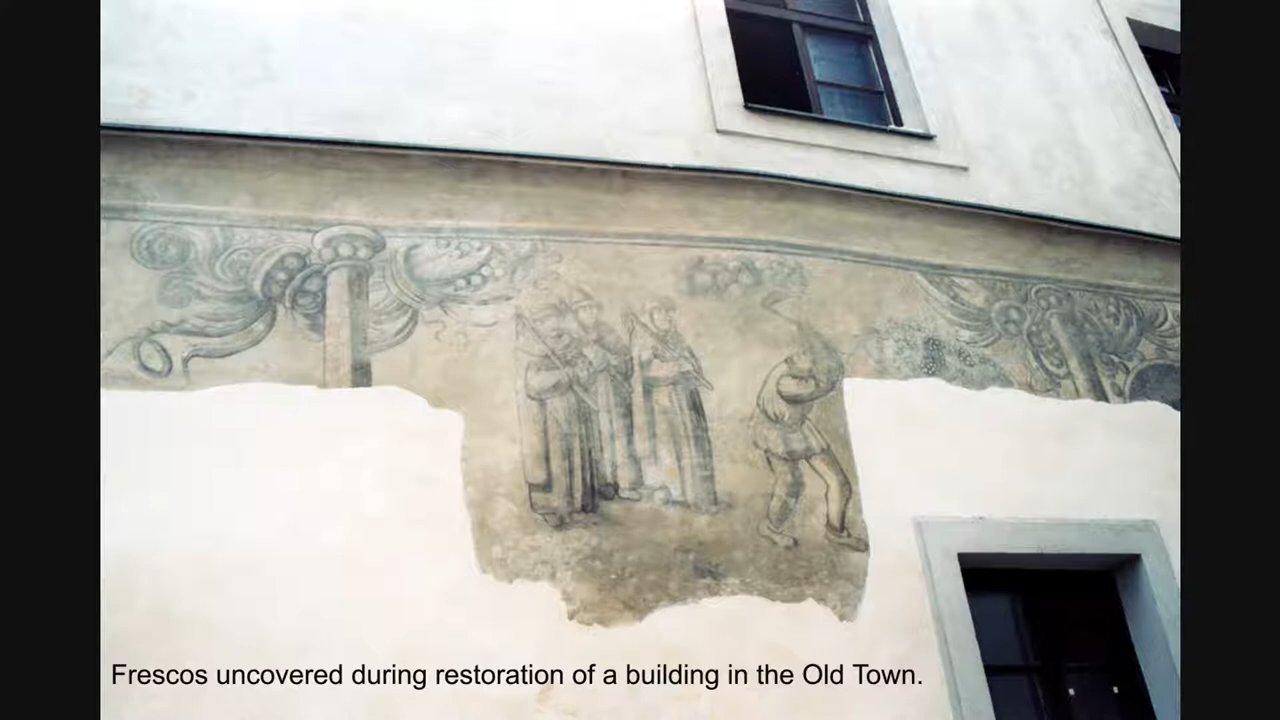 Frescos uncovered during restoration of a building in the Old Town.